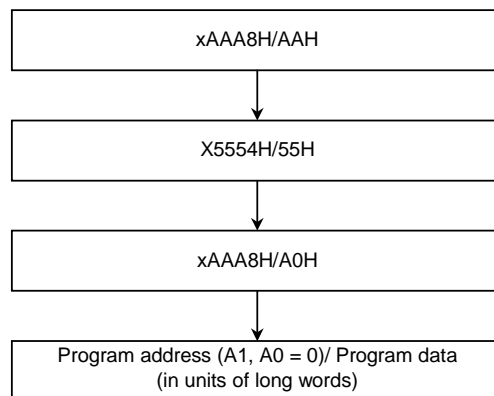 xAAA8H/AAH
X5554H/55H
xAAA8H/A0H
Program address (A1, A0 = 0)/ Program data
(in units of long words)